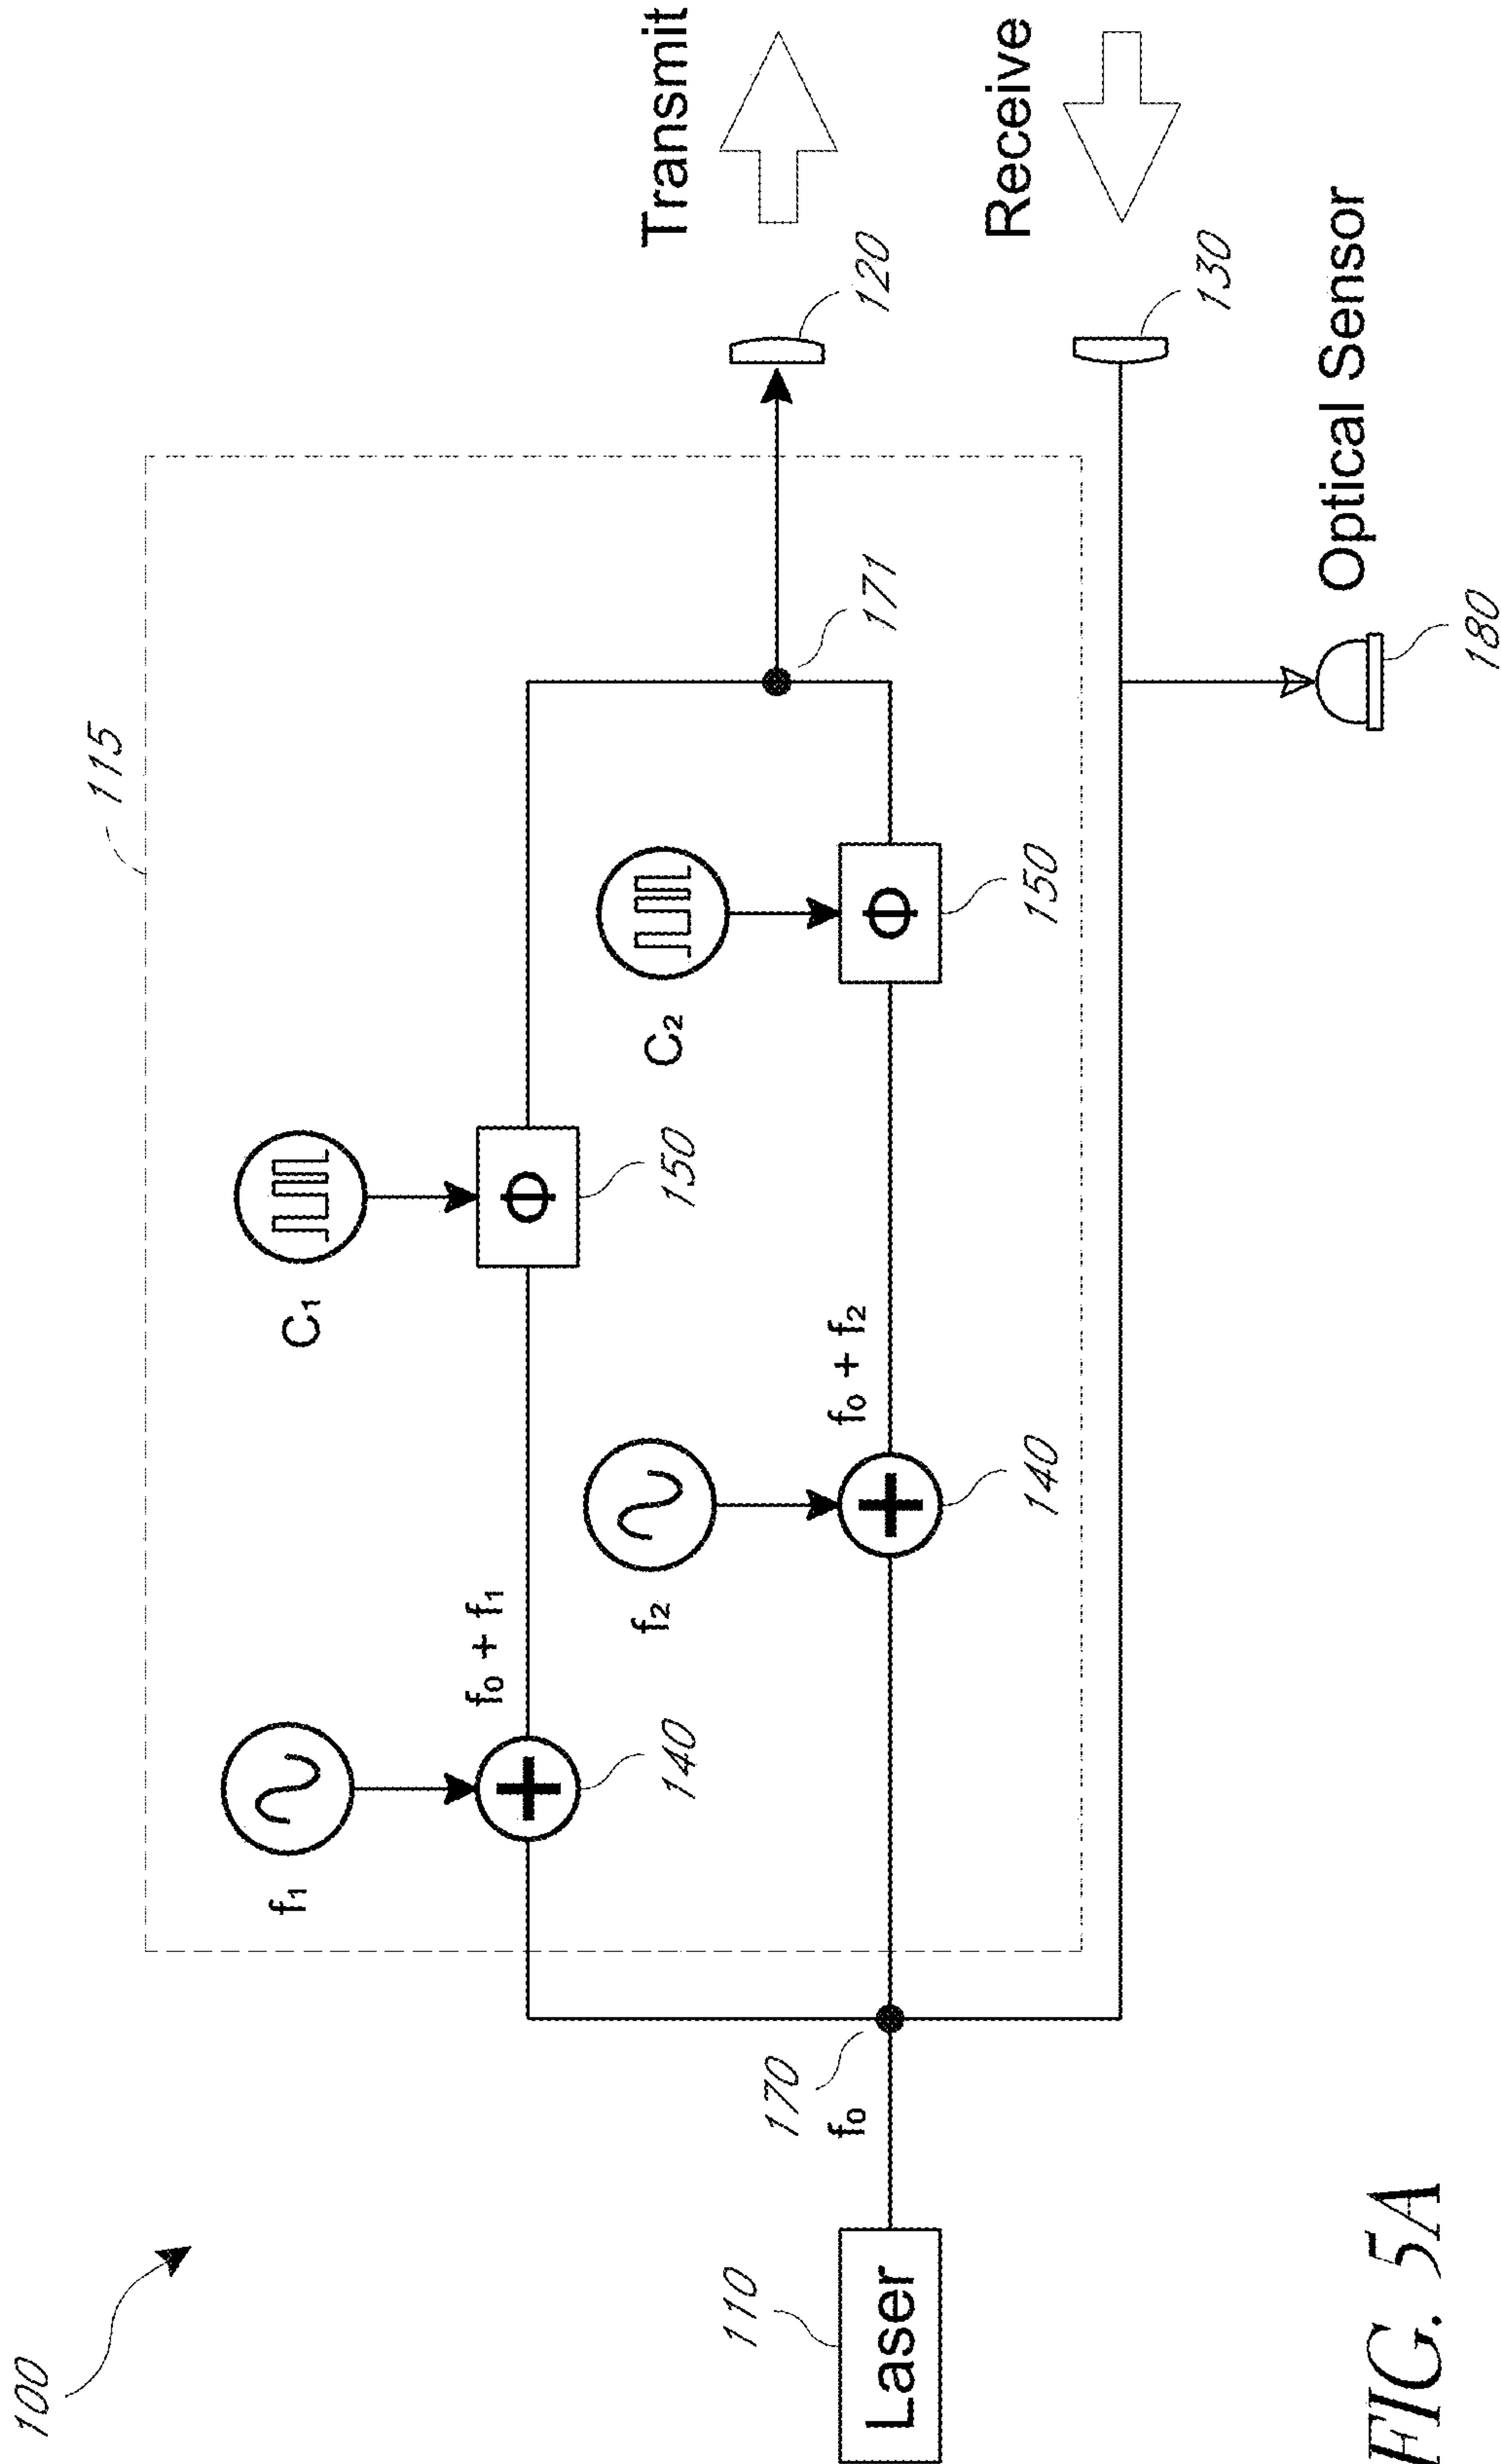 100
115
f₁
C₁
f₀ + f₁
140
150
f₂
C₂
f₀ + f₂
140
150
171
Transmit
120
Receive
130
110
Laser
170
f₀
Optical Sensor
180
Φ
Φ
FIG. 5A